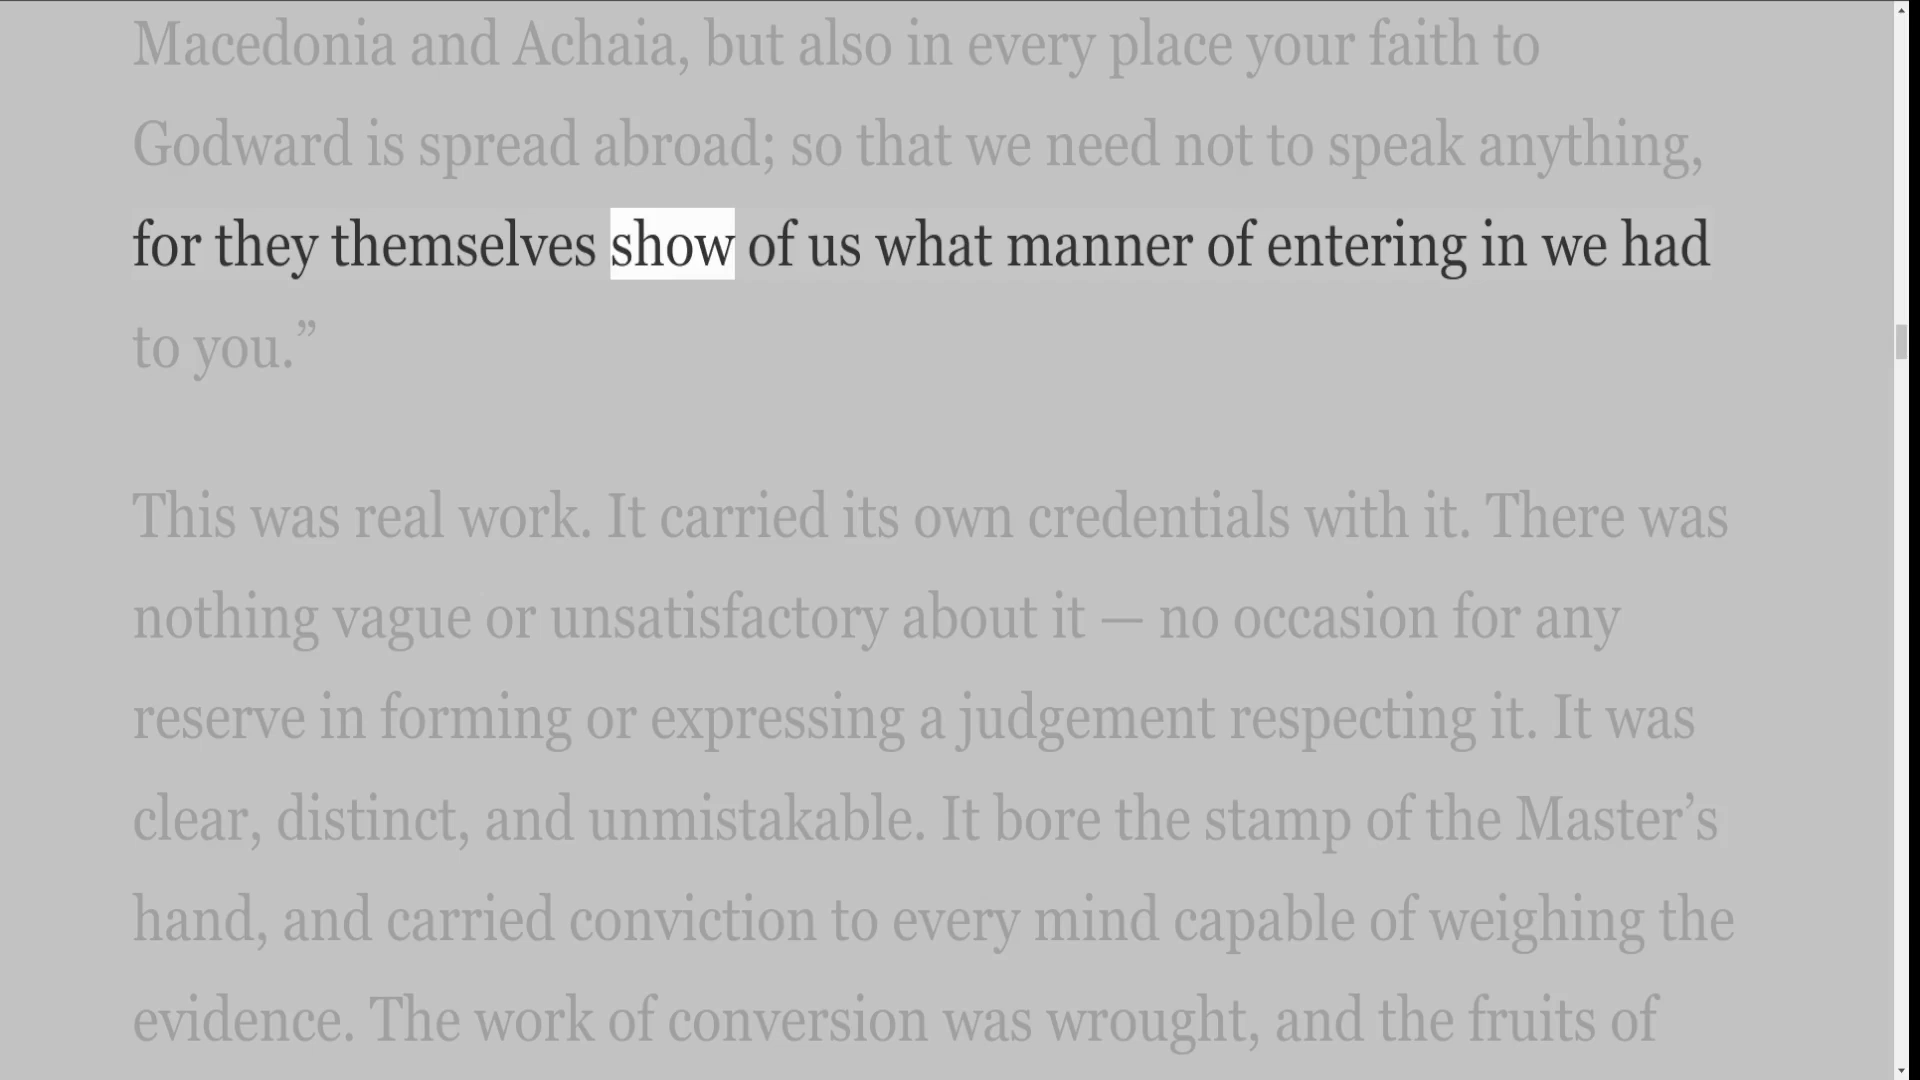 Macedonia and Achaia, but also in every place your faith to
Godward is spread abroad; so that we need not to speak anything,
for they themselves show of us what manner of entering in we had
to you.”
This was real work. It carried its own credentials with it. There was
nothing vague or unsatisfactory about it — no occasion for any
reserve in forming or expressing a judgement respecting it. It was
clear, distinct, and unmistakable. It bore the stamp of the Master’s
hand, and carried conviction to every mind capable of weighing the
evidence. The work of conversion was wrought, and the fruits of